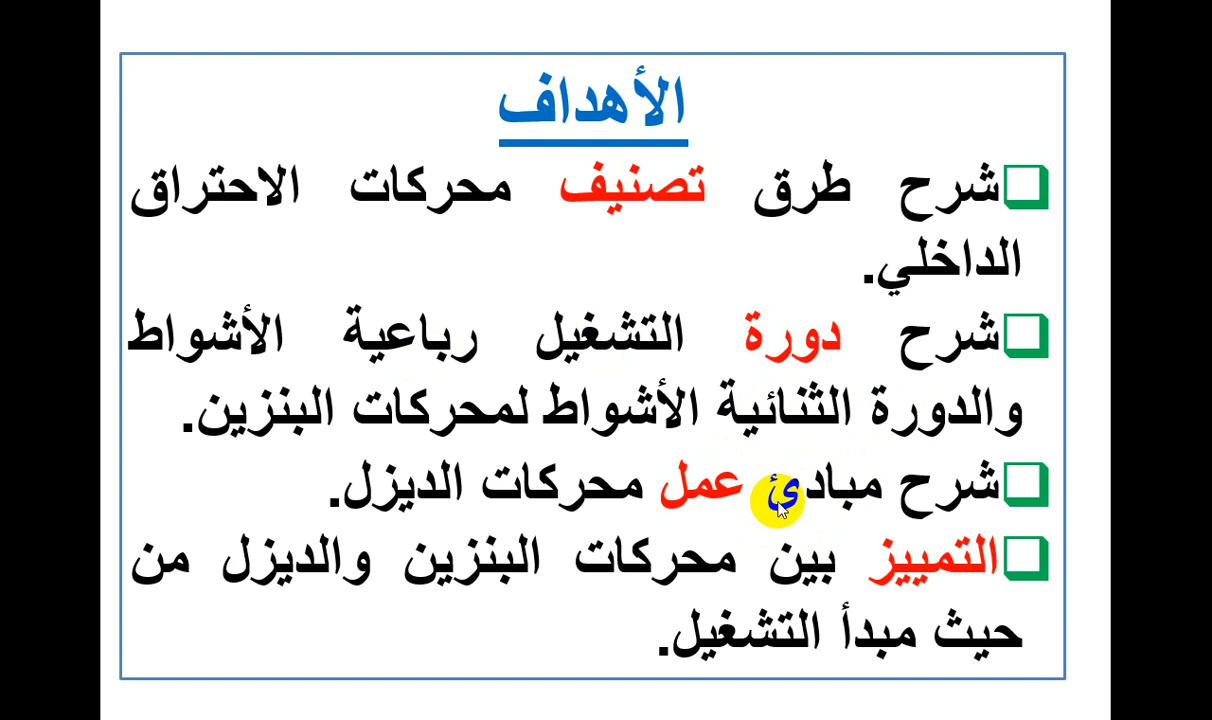 الأهداف
شرح طرق تصنيف محركات الاحتراق
الداخلي.
شرح دورة التشغيل رباعية الأشواط
والدورة الثنائية الأشواط لمحركات البنزين.
شرح مبادئ عمل محركات الديزل.
التمييز بين محركات البنزين والديزل من
حيث مبدأ التشغيل.